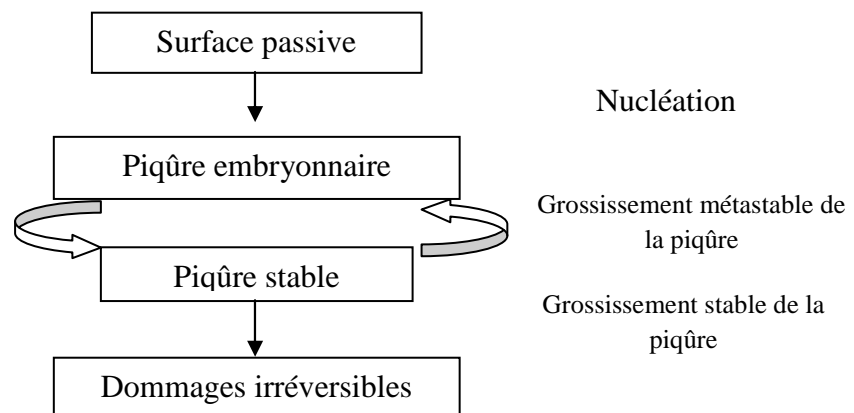 Surface passive
Nucléation
Piqûre embryonnaire
Grossissement métastable de
la piqûre
Piqûre stable
Grossissement stable de la
piqûre
Dommages irréversibles